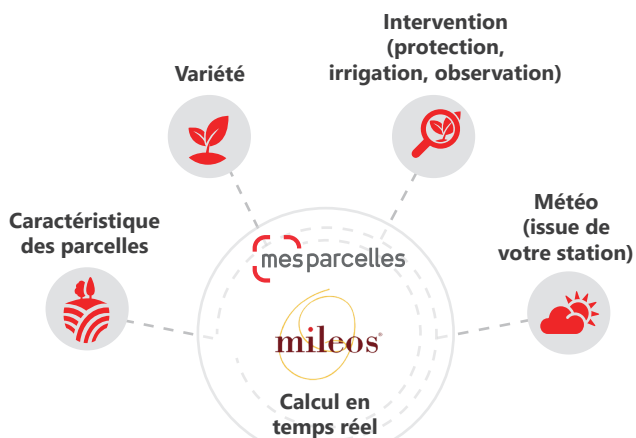 Intervention
(protection,
irrigation, observation)
Variété
Météo
(issue de
votre station)
Caractéristique
des parcelles
mesparcelles
mileos®
Calcul en
temps réel